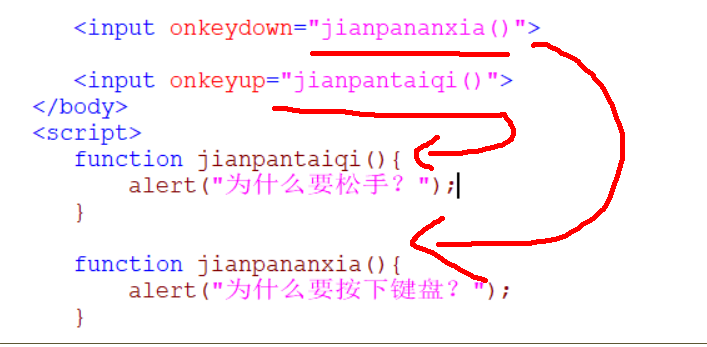 <input onkeydown="jianpananxia()">
<input onkeyup="jianpantaiqi()">
</body>
<script>
function jianpantaiqi(){
alert("为什么要松手？");
}
function jianpananxia(){
alert("为什么要按下键盘？");
}